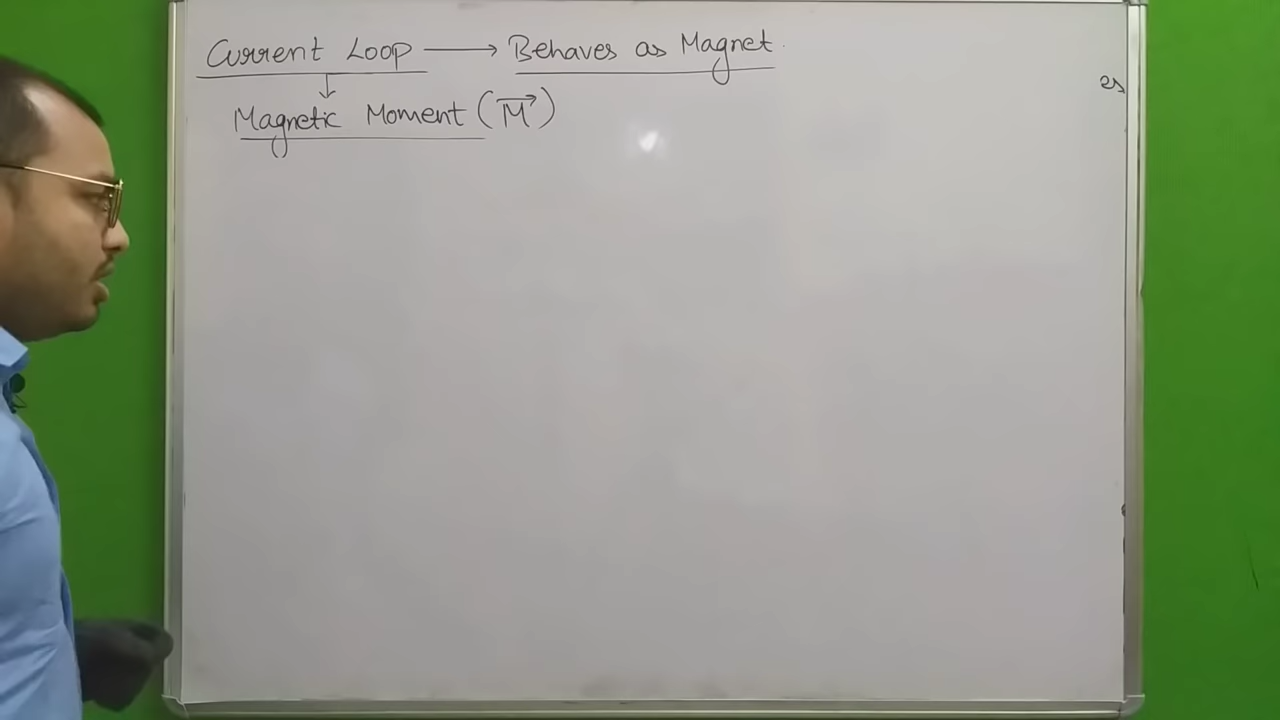 Current Loop → Behaves as Magnet.
↓
Magnetic Moment (M⃗)